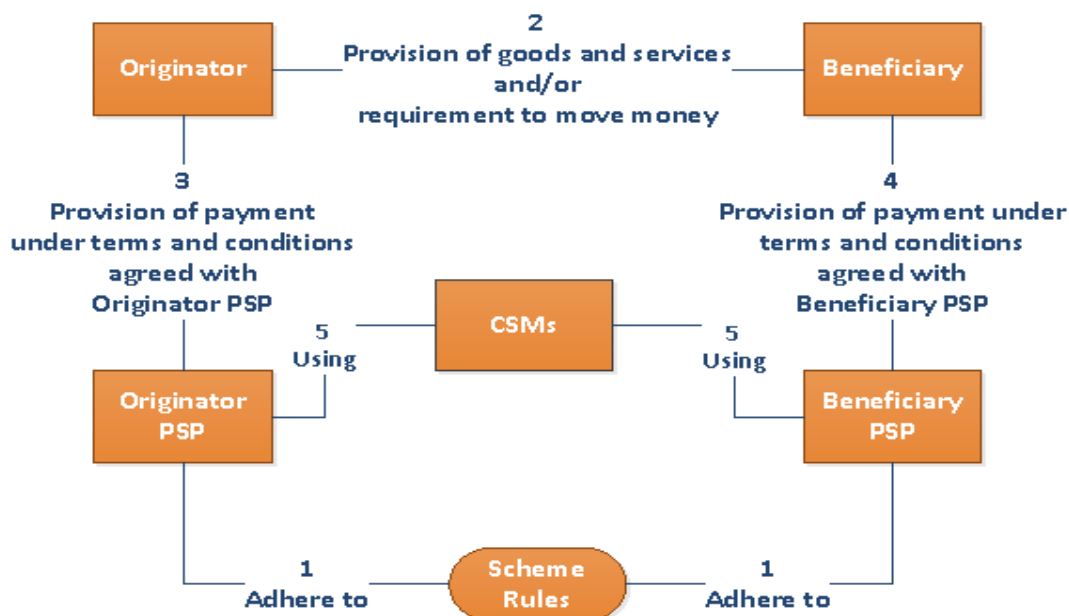 2
Originator
Provision of goods and services
and/or
requirement to move money
Beneficiary
3
Provision of payment
under terms and conditions
agreed with
Originator PSP
4
Provision of payment under
terms and conditions
agreed with
Beneficiary PSP
CSMs
5
Using
5
Using
Originator
PSP
Beneficiary
PSP
1
Adhere to
Scheme
Rules
1
Adhere to